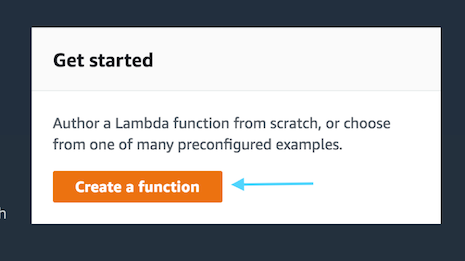 Get started
Author a Lambda function from scratch, or choose
from one of many preconfigured examples.
Create a function
h